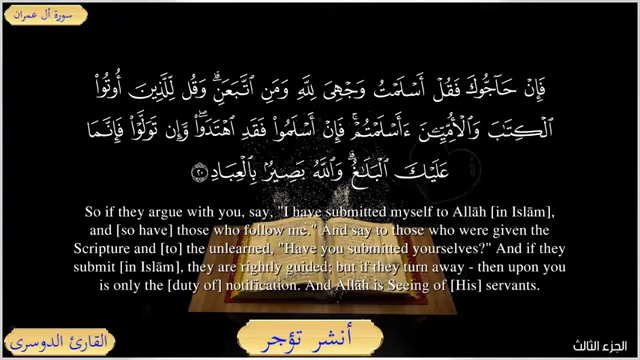 سورة آل عمران
فَإِنْ حَآجُّوكَ فَقُلْ أَسْلَمْتُ وَجْهِىَ لِلَّهِ وَمَنِ ٱتَّبَعَنِ ۗ وَقُل لِّلَّذِينَ أُوتُوا۟
ٱلْكِتَـٰبَ وَٱلْأُمِّيِّـۧنَ ءَأَسْلَمْتُمْ ۚ فَإِنْ أَسْلَمُوا۟ فَقَدِ ٱهْتَدَوا۟ ۖ وَّإِن تَوَلَّوْا۟ فَإِنَّمَا
عَلَيْكَ ٱلْبَلَـٰغُ ۗ وَٱللَّهُ بَصِيرٌۢ بِٱلْعِبَادِ ٢٠
So if they argue with you, say, "I have submitted myself to Allāh [in Islām],
and [so have] those who follow me." And say to those who were given the
Scripture and [to] the unlearned, "Have you submitted yourselves?" And if they
submit [in Islām], they are rightly guided; but if they turn away - then upon you
is only the [duty of] notification. And Allāh is Seeing of [His] servants.
القارئ الدوسرى
أنشر تؤجر
الجزء الثالث